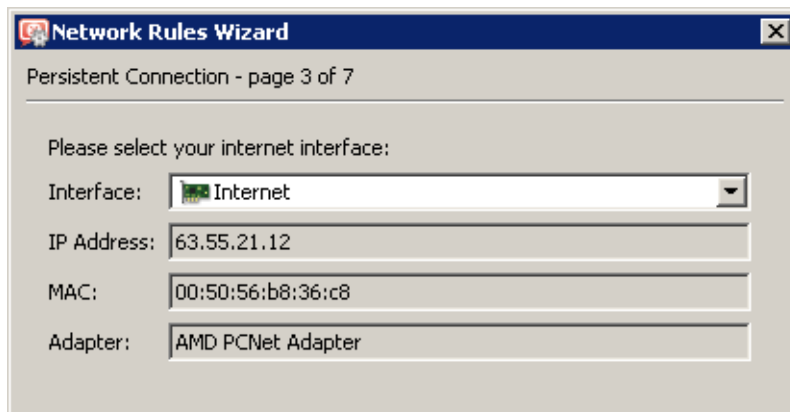 Network Rules Wizard
Persistent Connection - page 3 of 7
Please select your internet interface:
Interface: Internet
IP Address: 63.55.21.12
MAC: 00:50:56:b8:36:c8
Adapter: AMD PCNet Adapter